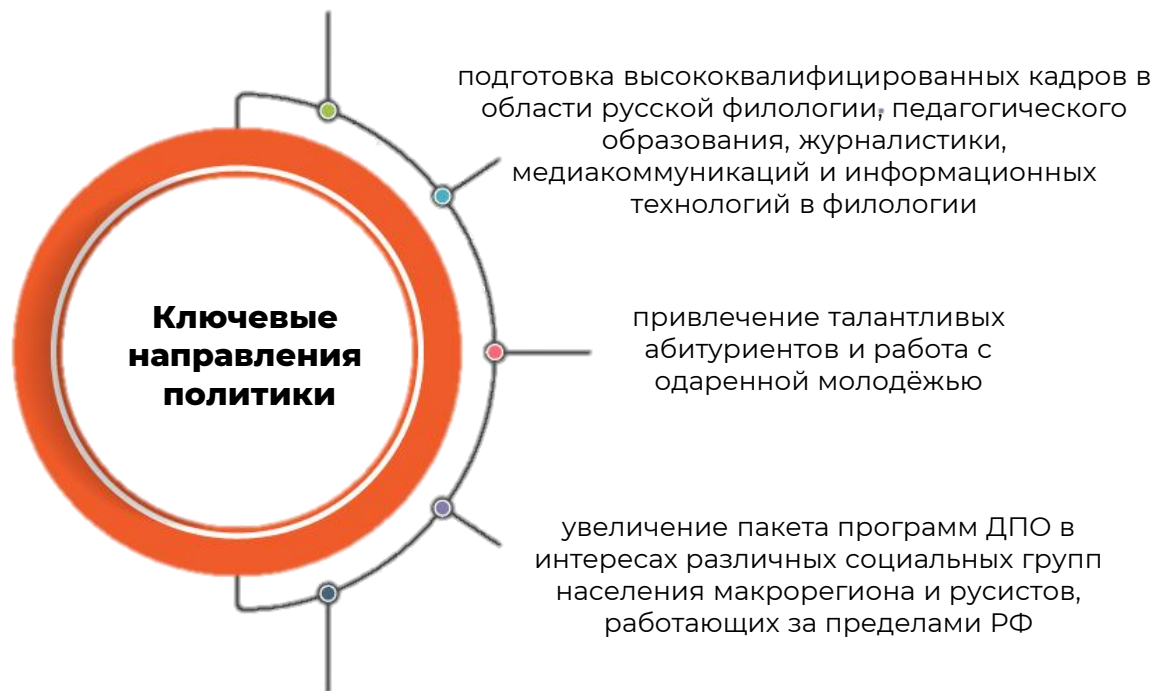 подготовка высококвалифицированных кадров в
области русской филологии, педагогического
образования, журналистики,
медиакоммуникаций и информационных
технологий в филологии
Ключевые
направления
политики
привлечение талантливых
абитуриентов и работа с
одаренной молодёжью
увеличение пакета программ ДПО в
интересах различных социальных групп
населения макрорегиона и русистов,
работающих за пределами РФ